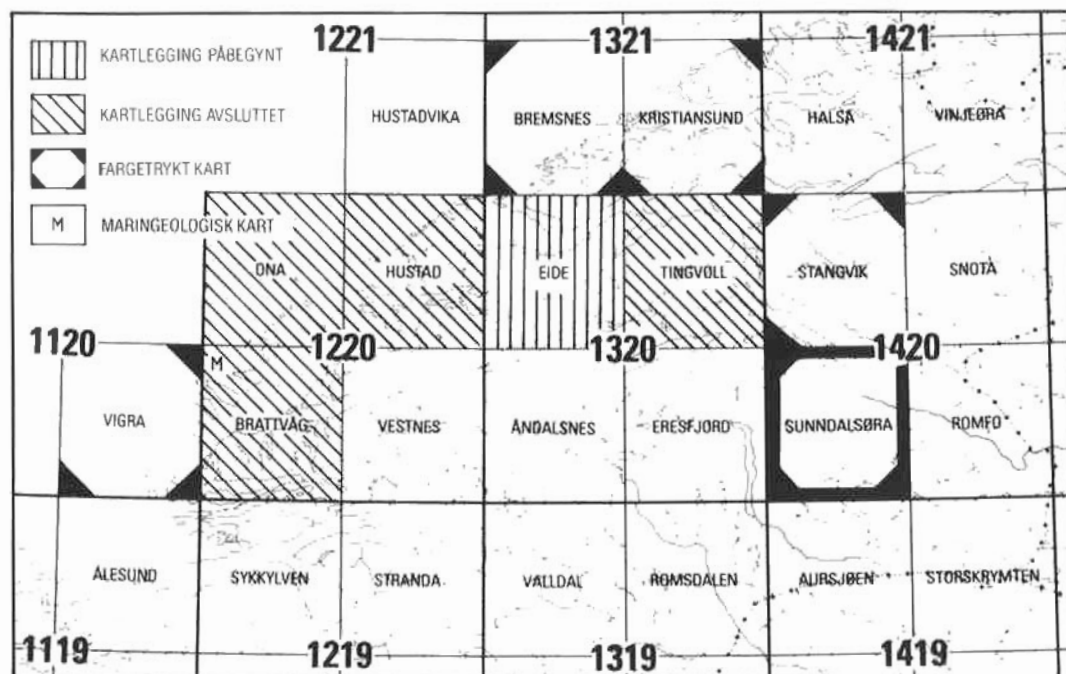 KARTLEGGING PÅBEGYNT
KARTLEGGING AVSLUTTET
FARGETRYKT KART
M MARINGEOLOGISK KART
1221 1321 1421
HUSTADVIKA BREMSNES KRISTIANSUND HALSA VINJEØRA
ONA HUSTAD EIDE TINGVOLL STANGVIK SNOTA
1120 1220 1320 1420
M
VIGRA BRATTVÅG VESTNES ÅNDALSNES ERESFJORD SUNNDALSØRA ROMFO
ÅLESUND SYKKYLVEN STRANDA VALLDAL ROMSDALEN AURSJØEN STORSKRYMTEN
1119 1219 1319 1419